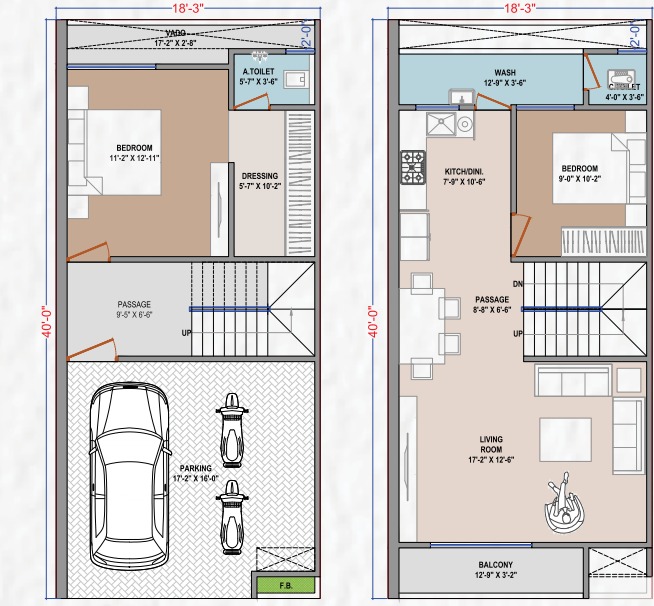 18'-3"
VADO
17'-2" X 2'-8"
2'-0"
A.TOILET
5'-7" X 3'-6"
BEDROOM
11'-2" X 12'-11"
DRESSING
5'-7" X 10'-2"
40'-0"
PASSAGE
9'-5" X 6'-6"
UP
PARKING
17'-2" X 16'-0"
F.B.
18'-3"
2'-0"
WASH
12'-9" X 3'-6"
C.TOILET
4'-0" X 3'-6"
KITCH/DINI.
7'-9" X 10'-6"
BEDROOM
9'-0" X 10'-2"
40'-0"
DN
PASSAGE
8'-8" X 6'-6"
UP
LIVING
ROOM
17'-2" X 12'-6"
BALCONY
12'-9" X 3'-2"